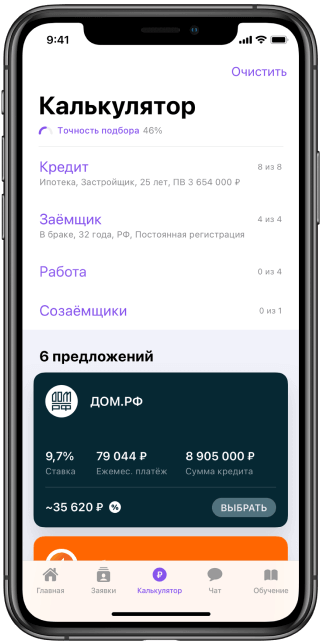 9:41
Очистить
Калькулятор
Точность подбора 46%
Кредит 8 из 8
Ипотека, Застройщик, 25 лет, ПВ 3 654 000 ₽
Заёмщик 4 из 4
В браке, 32 года, РФ, Постоянная регистрация
Работа 0 из 4
Созаёмщики 0 из 1
6 предложений
ДОМ РФ ДОМ.РФ
9,7% 79 044 ₽ 8 905 000 ₽
Ставка Ежемес. платёж Сумма кредита
~35 620 ₽ % ВЫБРАТЬ
Главная Заявки Калькулятор Чат Обучение